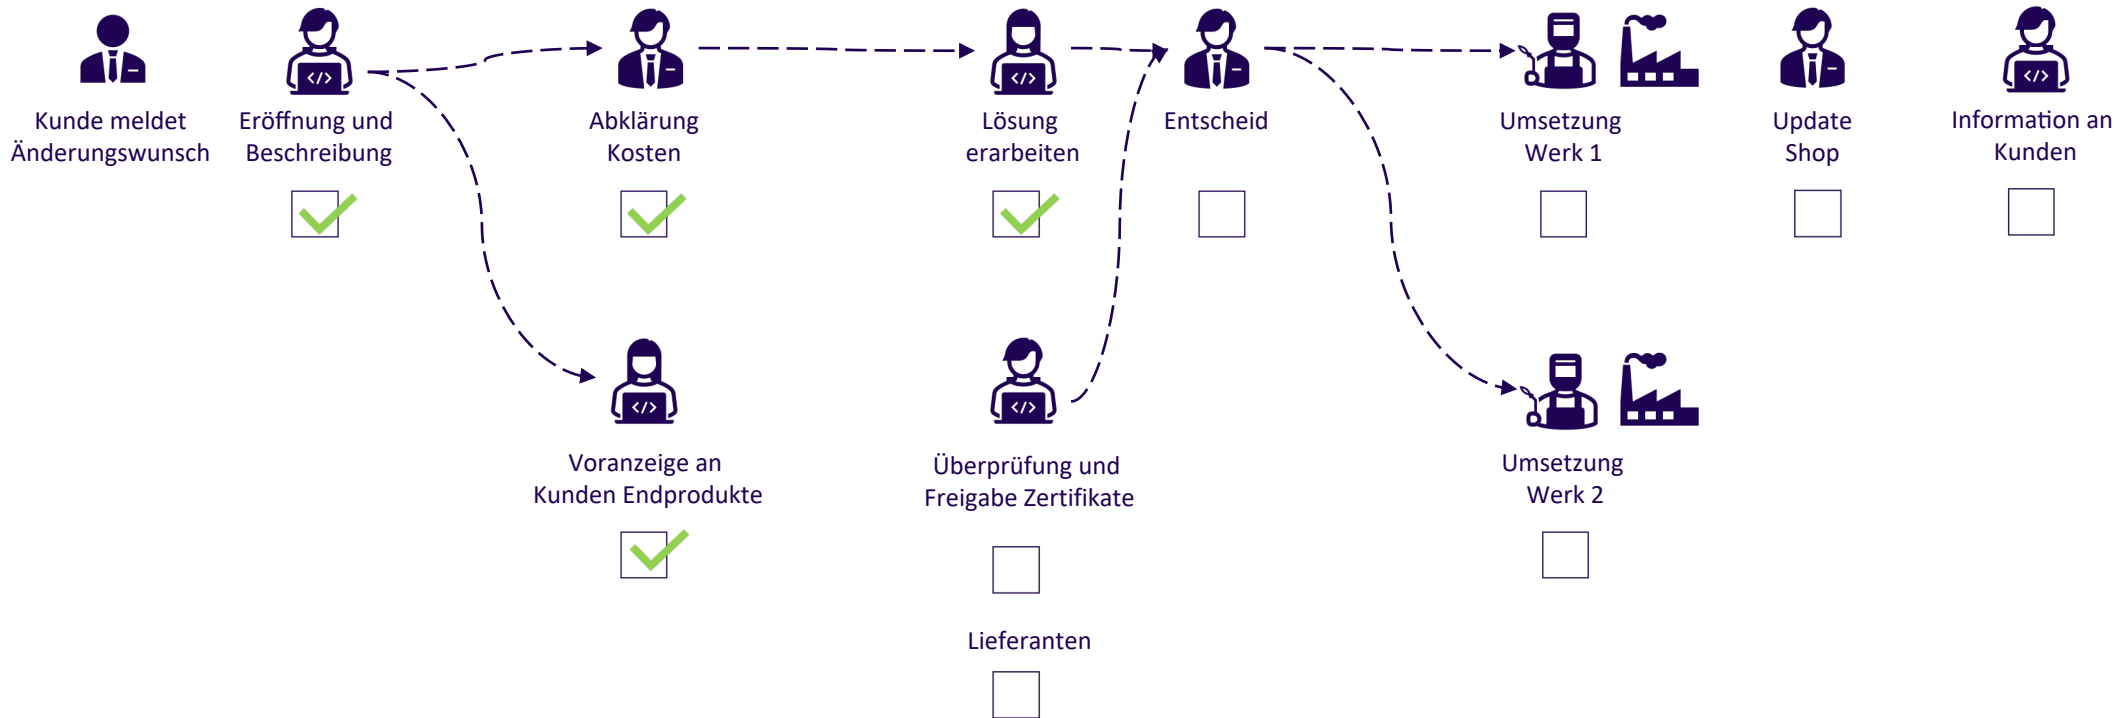 Kunde meldet
Änderungswunsch
Eröffnung und
Beschreibung
Abklärung
Kosten
Lösung
erarbeiten
Entscheid
Umsetzung
Werk 1
Update
Shop
Information an
Kunden
Voranzeige an
Kunden Endprodukte
Überprüfung und
Freigabe Zertifikate
Umsetzung
Werk 2
Lieferanten